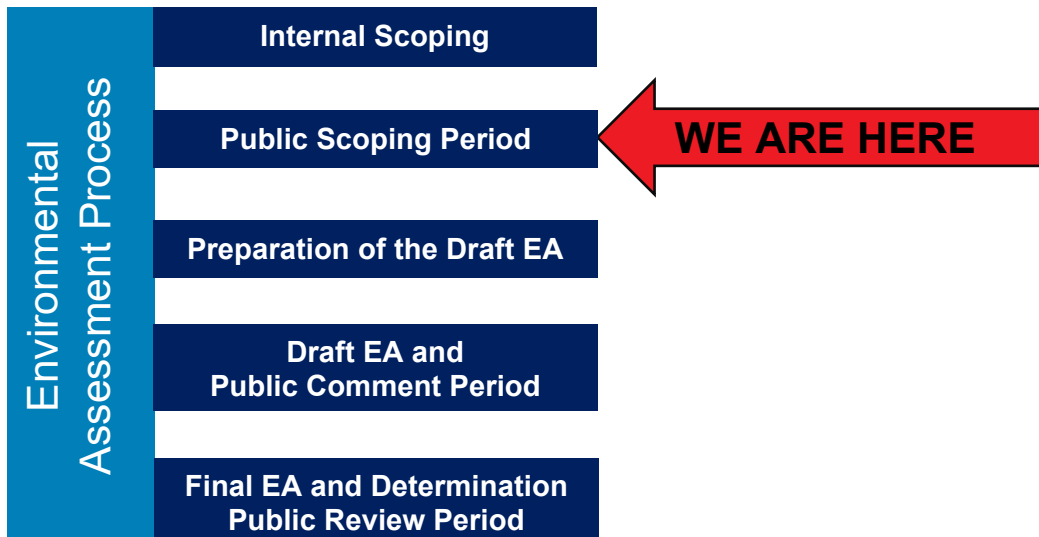 Environmental
Assessment Process
Internal Scoping
Public Scoping Period
WE ARE HERE
Preparation of the Draft EA
Draft EA and
Public Comment Period
Final EA and Determination
Public Review Period